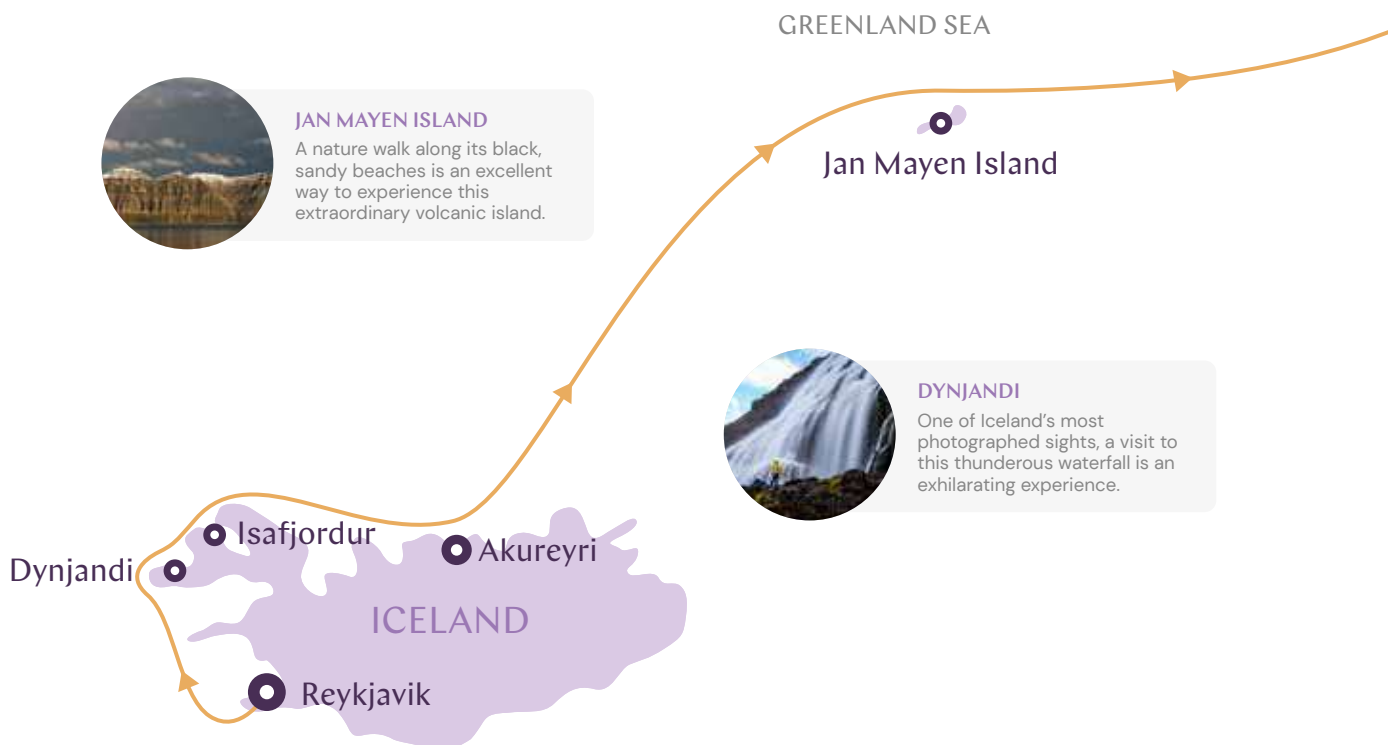 GREENLAND SEA
JAN MAYEN ISLAND
A nature walk along its black,
sandy beaches is an excellent
way to experience this
extraordinary volcanic island.
Jan Mayen Island
DYNJANDI
One of Iceland’s most
photographed sights, a visit to
this thunderous waterfall is an
exhilarating experience.
Isafjordur
Akureyri
Dynjandi
ICELAND
Reykjavik